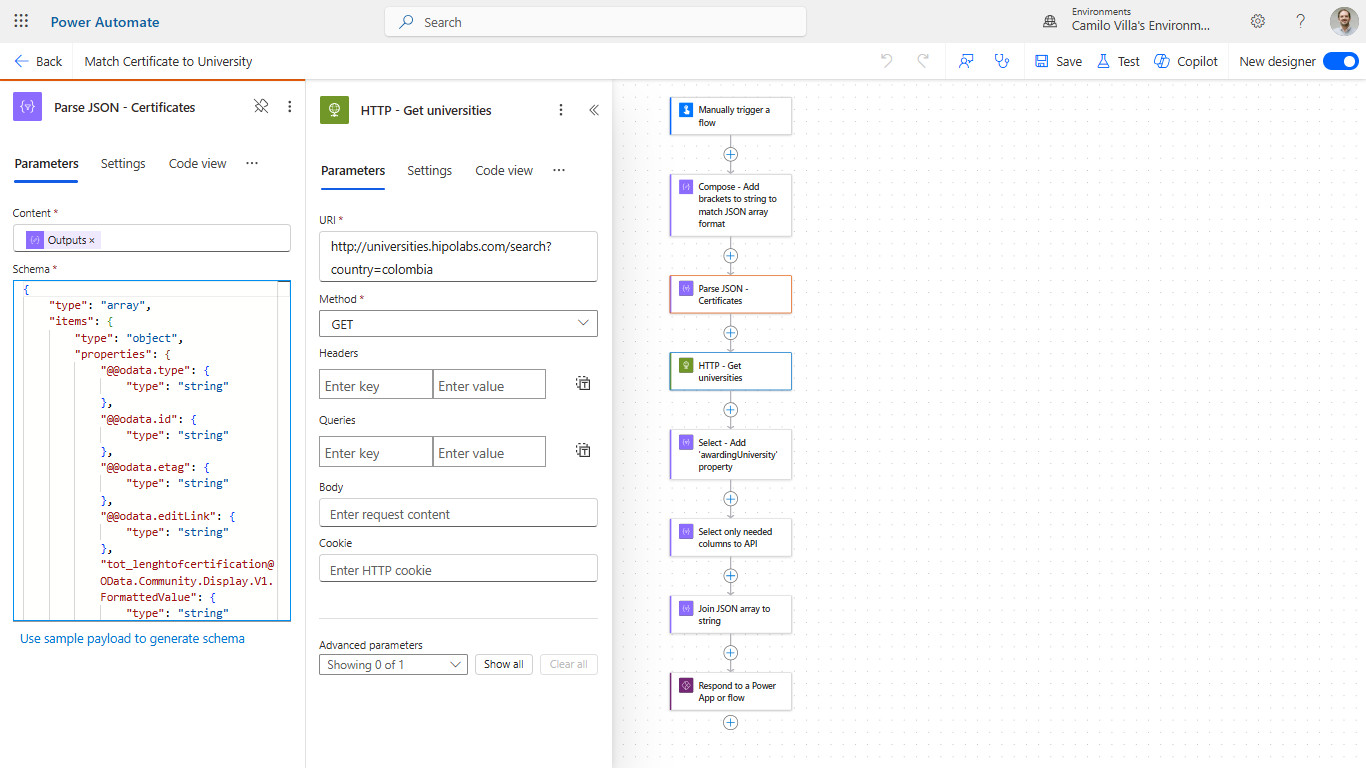 Power Automate
Search
Environments
Camilo Villa's Environm...
Back
Match Certificate to University
Save
Test
Copilot
New designer
Parse JSON - Certificates
Parameters
Settings
Code view
Content *
Outputs ×
Schema *
{
"type": "array",
"items": {
"type": "object",
"properties": {
"@@odata.type": {
"type": "string"
},
"@@odata.id": {
"type": "string"
},
"@@odata.etag": {
"type": "string"
},
"@@odata.editLink": {
"type": "string"
},
"tot_lenghtofcertification@
OData.Community.Display.V1.
FormattedValue": {
"type": "string"
Use sample payload to generate schema
HTTP - Get universities
Parameters
Settings
Code view
URI *
http://universities.hipolabs.com/search?
country=colombia
Method *
GET
Headers
Enter key
Enter value
Queries
Enter key
Enter value
Body
Enter request content
Cookie
Enter HTTP cookie
Advanced parameters
Showing 0 of 1
Show all
Clear all
Manually trigger a
flow
Compose - Add
brackets to string to
match JSON array
format
Parse JSON -
Certificates
HTTP - Get
universities
Select - Add
'awardingUniversity'
property
Select only needed
columns to API
Join JSON array to
string
Respond to a Power
App or flow